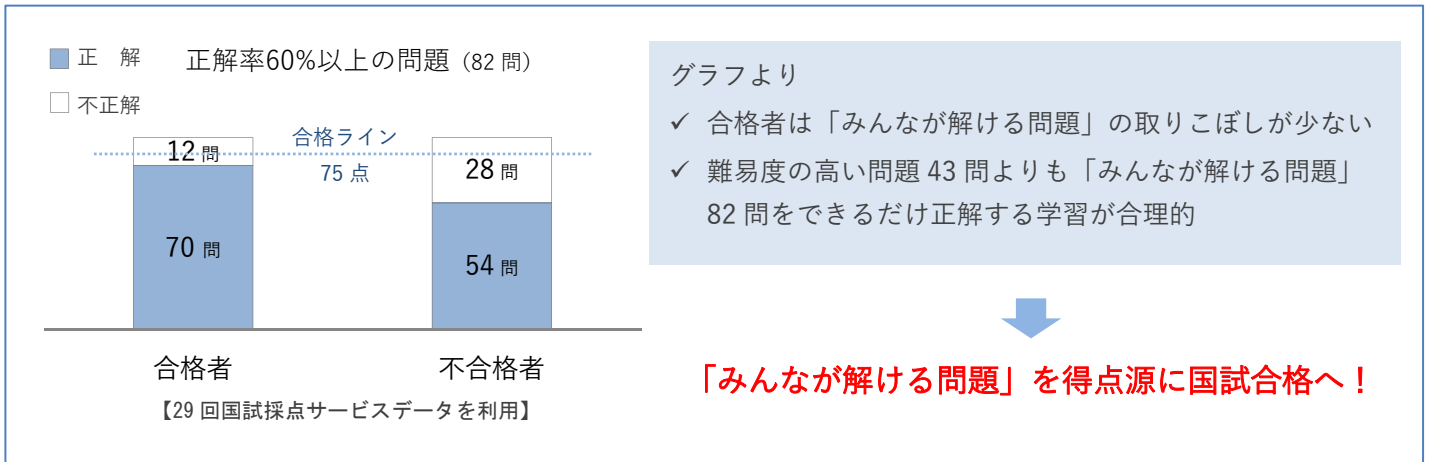 正　解
正解率60%以上の問題（82 問）
不正解
合格ライン
75 点
12 問
70 問
28 問
54 問
合格者
不合格者
【29 回国試採点サービスデータを利用】
グラフより
✓ 合格者は「みんなが解ける問題」の取りこぼしが少ない
✓ 難易度の高い問題 43 問よりも「みんなが解ける問題」
82 問をできるだけ正解する学習が合理的
「みんなが解ける問題」を得点源に国試合格へ！